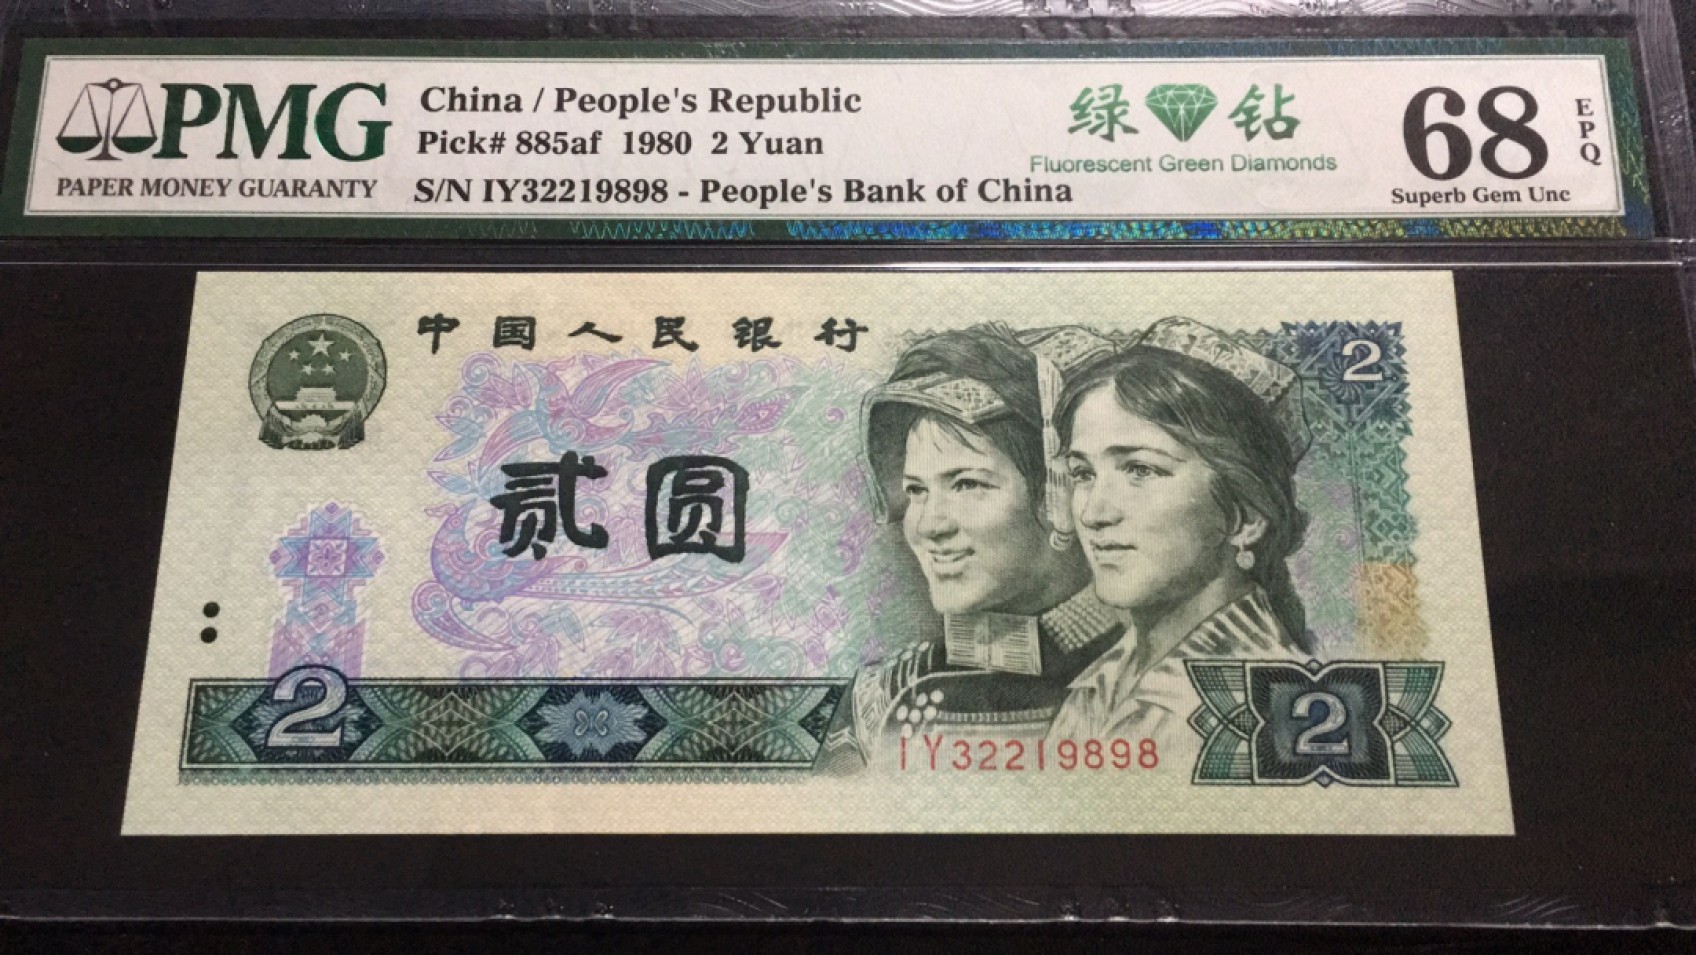 PMG
PAPER MONEY GUARANTY
China / People's Republic
Pick# 885af 1980 2 Yuan
S/N IY32219898 - People's Bank of China
绿 钻
Fluorescent Green Diamonds
68
EPQ
Superb Gem Unc
中国人民银行
2
贰圆
2
IY32219898
2